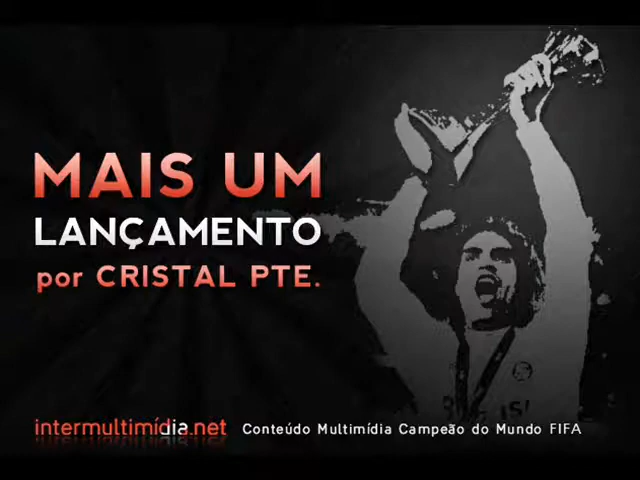 MAIS UM
LANÇAMENTO
por CRISTAL PTE.
intermultimídia.net Conteúdo Multimídia Campeão do Mundo FIFA